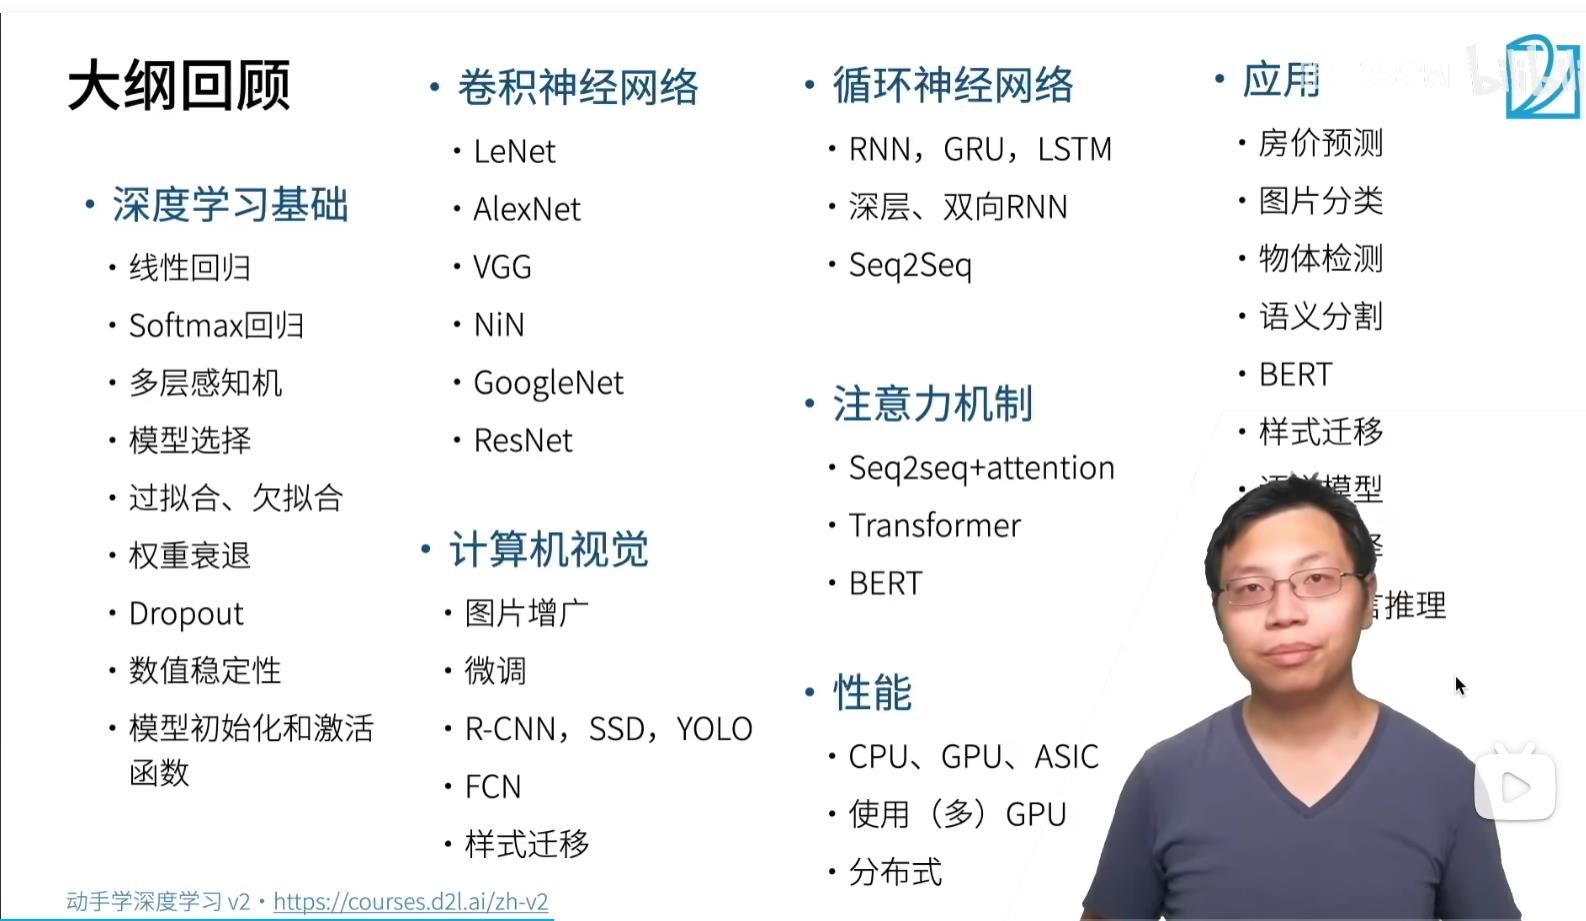 大纲回顾
• 深度学习基础
• 线性回归
• Softmax回归
• 多层感知机
• 模型选择
• 过拟合、欠拟合
• 权重衰退
• Dropout
• 数值稳定性
• 模型初始化和激活
函数
• 卷积神经网络
• LeNet
• AlexNet
• VGG
• NiN
• GoogleNet
• ResNet
• 计算机视觉
• 图片增广
• 微调
• R-CNN，SSD，YOLO
• FCN
• 样式迁移
• 循环神经网络
• RNN，GRU，LSTM
• 深层、双向RNN
• Seq2Seq
• 注意力机制
• Seq2seq+attention
• Transformer
• BERT
• 性能
• CPU、GPU、ASIC
• 使用（多）GPU
• 分布式
• 应用
• 房价预测
• 图片分类
• 物体检测
• 语义分割
• BERT
• 样式迁移
模型
推理
动手学深度学习 v2 • https://courses.d2l.ai/zh-v2